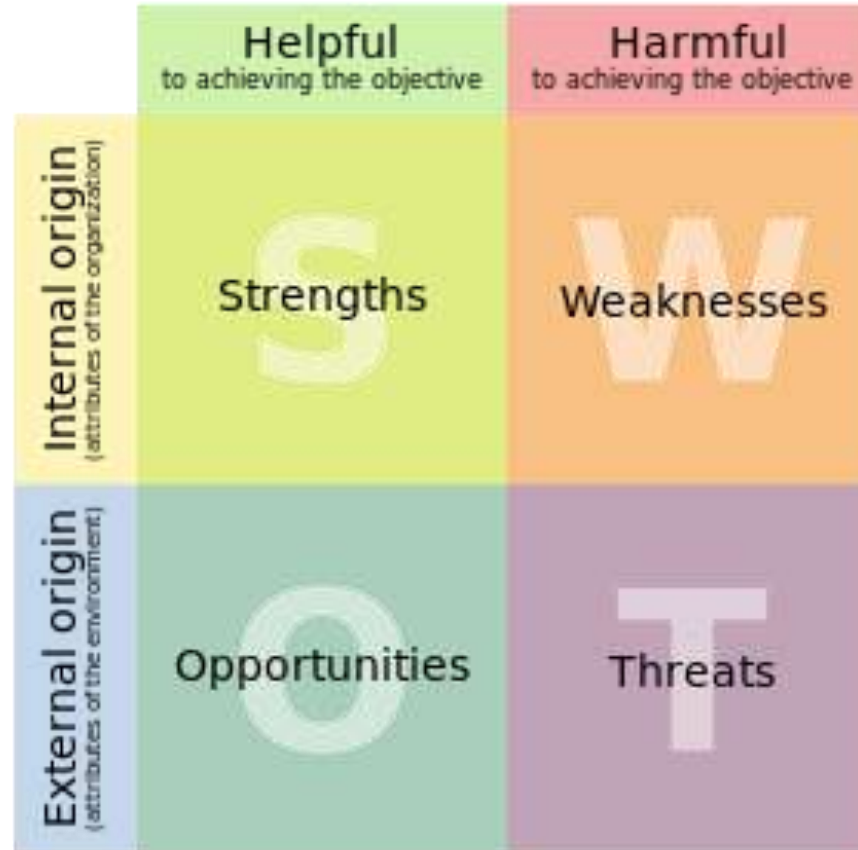 Helpful
to achieving the objective
Harmful
to achieving the objective
Internal origin
(attributes of the organization)
S
Strengths
W
Weaknesses
External origin
(attributes of the environment)
O
Opportunities
T
Threats